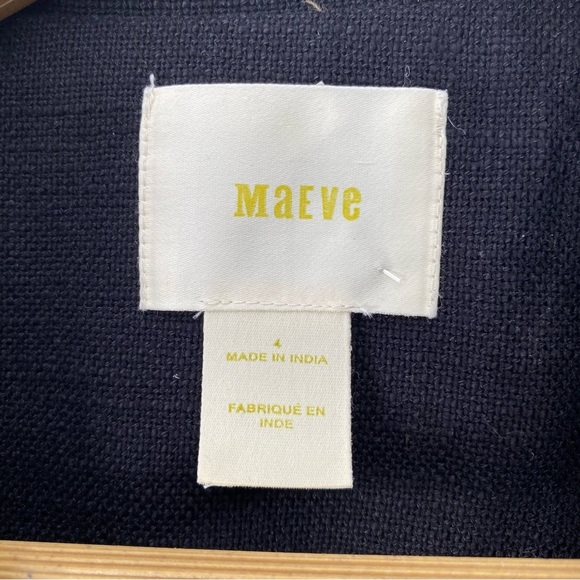 MaEve
4
MADE IN INDIA
FABRIQUÉ EN
INDE